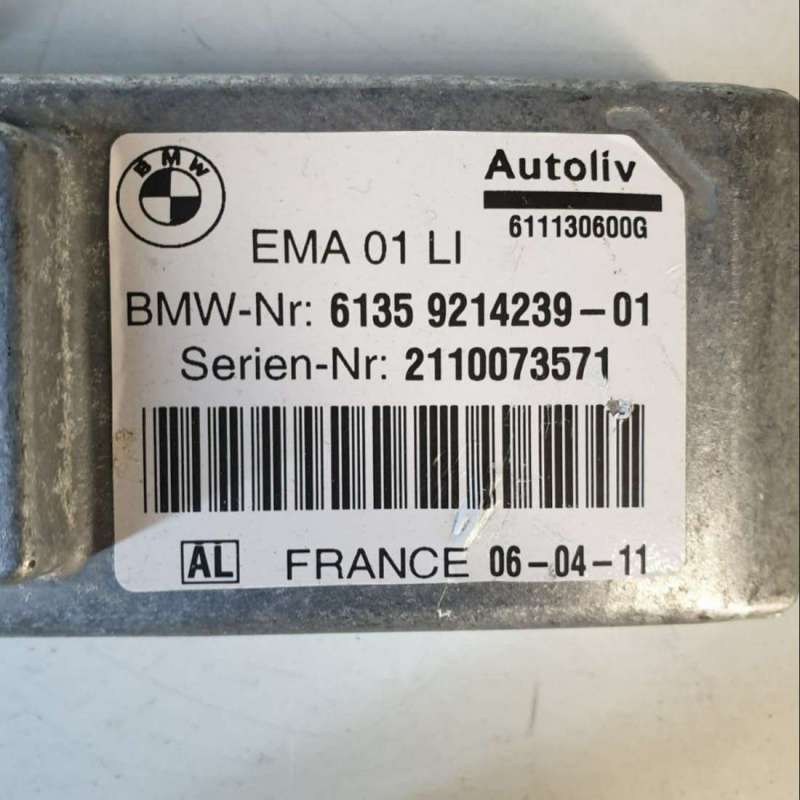 BMW
Autoliv
611130600G
EMA 01 LI
BMW-Nr: 6135 9214239-01
Serien-Nr: 2110073571
AL FRANCE 06-04-11